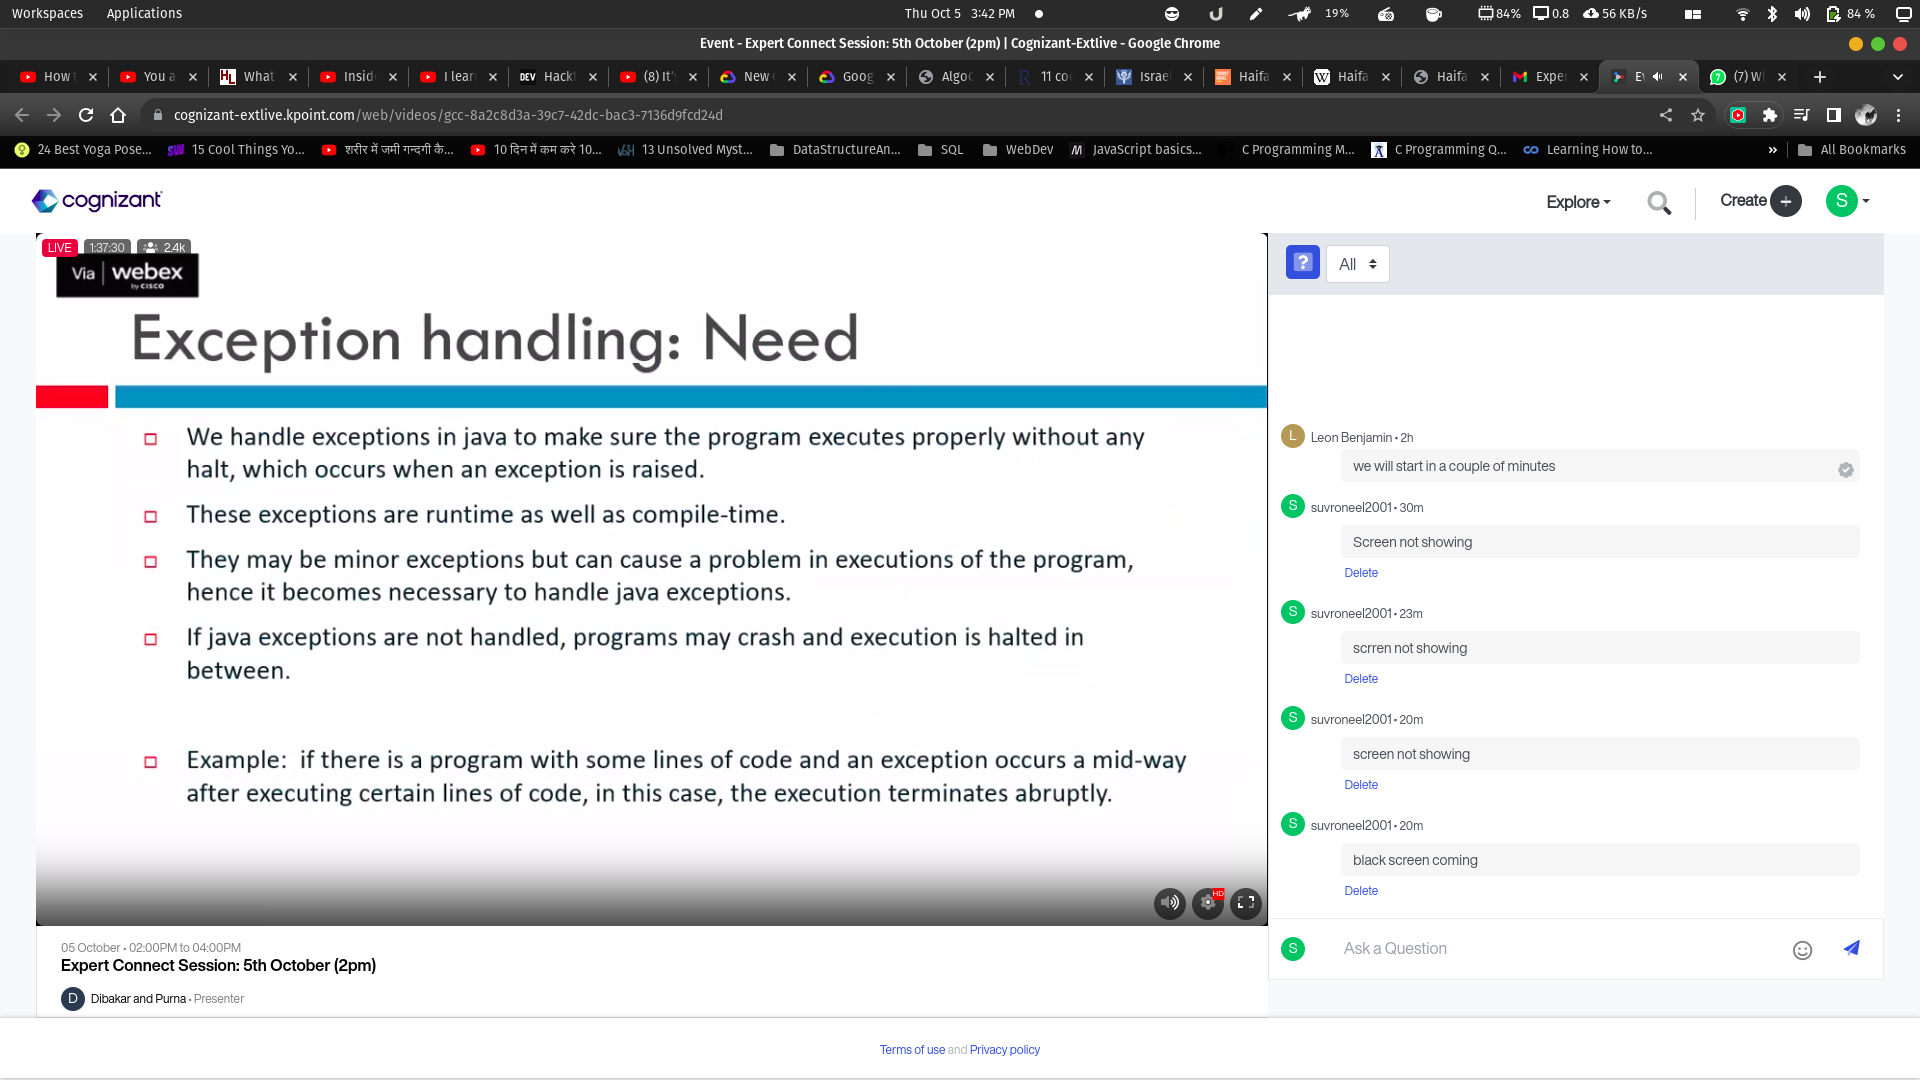 Workspaces Applications Thu Oct 5 3:42 PM 19% 84% 0.8 56 KB/s 84 %
Event - Expert Connect Session: 5th October (2pm) | Cognizant-Extlive - Google Chrome
How You a What Insid I lear DEV Hack (8) It' New Goog Algo 11 co Israe Haifa Haifa Haifa Expe E (7) W
cognizant-extlive.kpoint.com/web/videos/gcc-8a2c8d3a-39c7-42dc-bac3-7136d9fcd24d
24 Best Yoga Pose... 15 Cool Things Yo... शरीर में जमी गन्दगी कै... 10 दिन में कम करे 10... 13 Unsolved Myst... DataStructureAn... SQL WebDev JavaScript basics... C Programming M... C Programming Q... Learning How to... » All Bookmarks
cognizant Explore Create + S
LIVE 1:37:30 2.4k
Via | webex
by CISCO
? All
Exception handling: Need
We handle exceptions in java to make sure the program executes properly without any
halt, which occurs when an exception is raised.
These exceptions are runtime as well as compile-time.
They may be minor exceptions but can cause a problem in executions of the program,
hence it becomes necessary to handle java exceptions.
If java exceptions are not handled, programs may crash and execution is halted in
between.
Example: if there is a program with some lines of code and an exception occurs a mid-way
after executing certain lines of code, in this case, the execution terminates abruptly.
HD
05 October • 02:00PM to 04:00PM
Expert Connect Session: 5th October (2pm)
D Dibakar and Purna • Presenter
L Leon Benjamin • 2h
we will start in a couple of minutes
S suvroneel2001 • 30m
Screen not showing
Delete
S suvroneel2001 • 23m
scrren not showing
Delete
S suvroneel2001 • 20m
screen not showing
Delete
S suvroneel2001 • 20m
black screen coming
Delete
S Ask a Question
Terms of use and Privacy policy